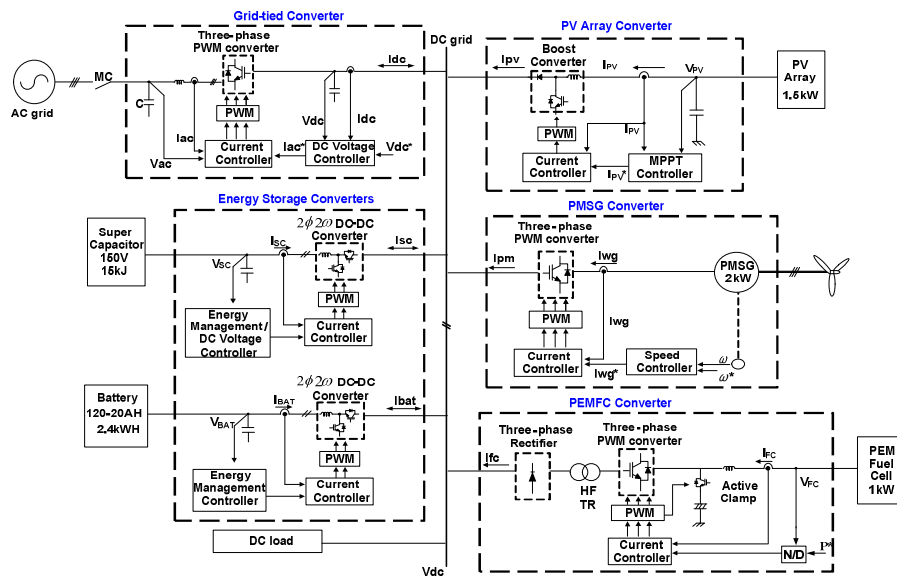 Grid-tied Converter
Three-phase
PWM converter
MC
AC grid
C
PWM
Iac
Vac
Current
Controller
Iac*
Vdc
Idc
DC Voltage
Controller
Vdc*
Idc
DC grid
PV Array Converter
Boost
Converter
Ipv
IPV
VPV
PV
Array
1.5kW
PWM
IPV
Current
Controller
IPV*
MPPT
Controller
Energy Storage Converters
Super
Capacitor
150V
15kJ
2ϕ2ω DC-DC
Converter
ISC
Isc
VSC
PWM
Energy
Management/
DC Voltage
Controller
Current
Controller
Battery
120-20AH
2.4kWH
2ϕ2ω DC-DC
Converter
IBAT
Ibat
VBAT
PWM
Energy
Management
Controller
Current
Controller
DC load
Vdc
PMSG Converter
Three-phase
PWM converter
Ipm
Iwg
PMSG
2kW
PWM
Iwg
Current
Controller
Iwg*
Speed
Controller
ω
ω*
PEMFC Converter
Three-phase
Rectifier
Three-phase
PWM converter
Ifc
HF
TR
IFC
VFC
Active
Clamp
PEM
Fuel
Cell
1kW
PWM
Current
Controller
N/D
P*